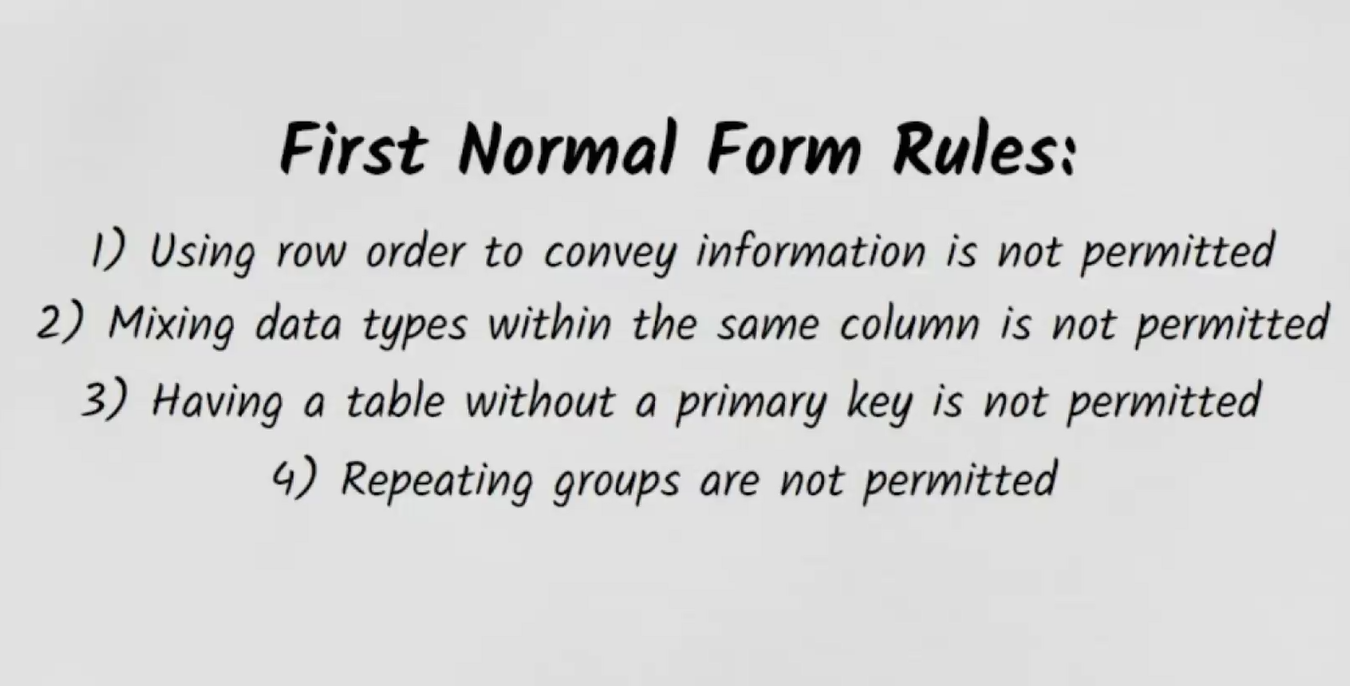 First Normal Form Rules:
1) Using row order to convey information is not permitted
2) Mixing data types within the same column is not permitted
3) Having a table without a primary key is not permitted
4) Repeating groups are not permitted